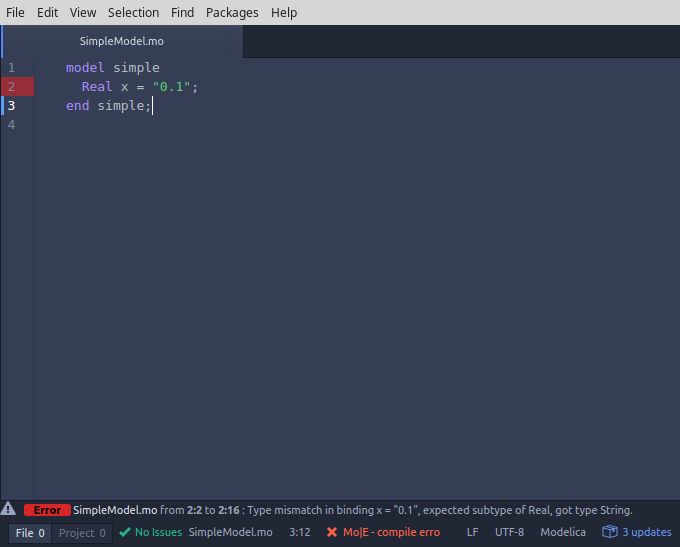 File Edit View Selection Find Packages Help
SimpleModel.mo
1 model simple
2 Real x = "0.1";
3 end simple;
4
Error SimpleModel.mo from 2:2 to 2:16 : Type mismatch in binding x = "0.1", expected subtype of Real, got type String.
File 0 Project 0 No Issues SimpleModel.mo 3:12 Mo|E - compile erro LF UTF-8 Modelica 3 updates